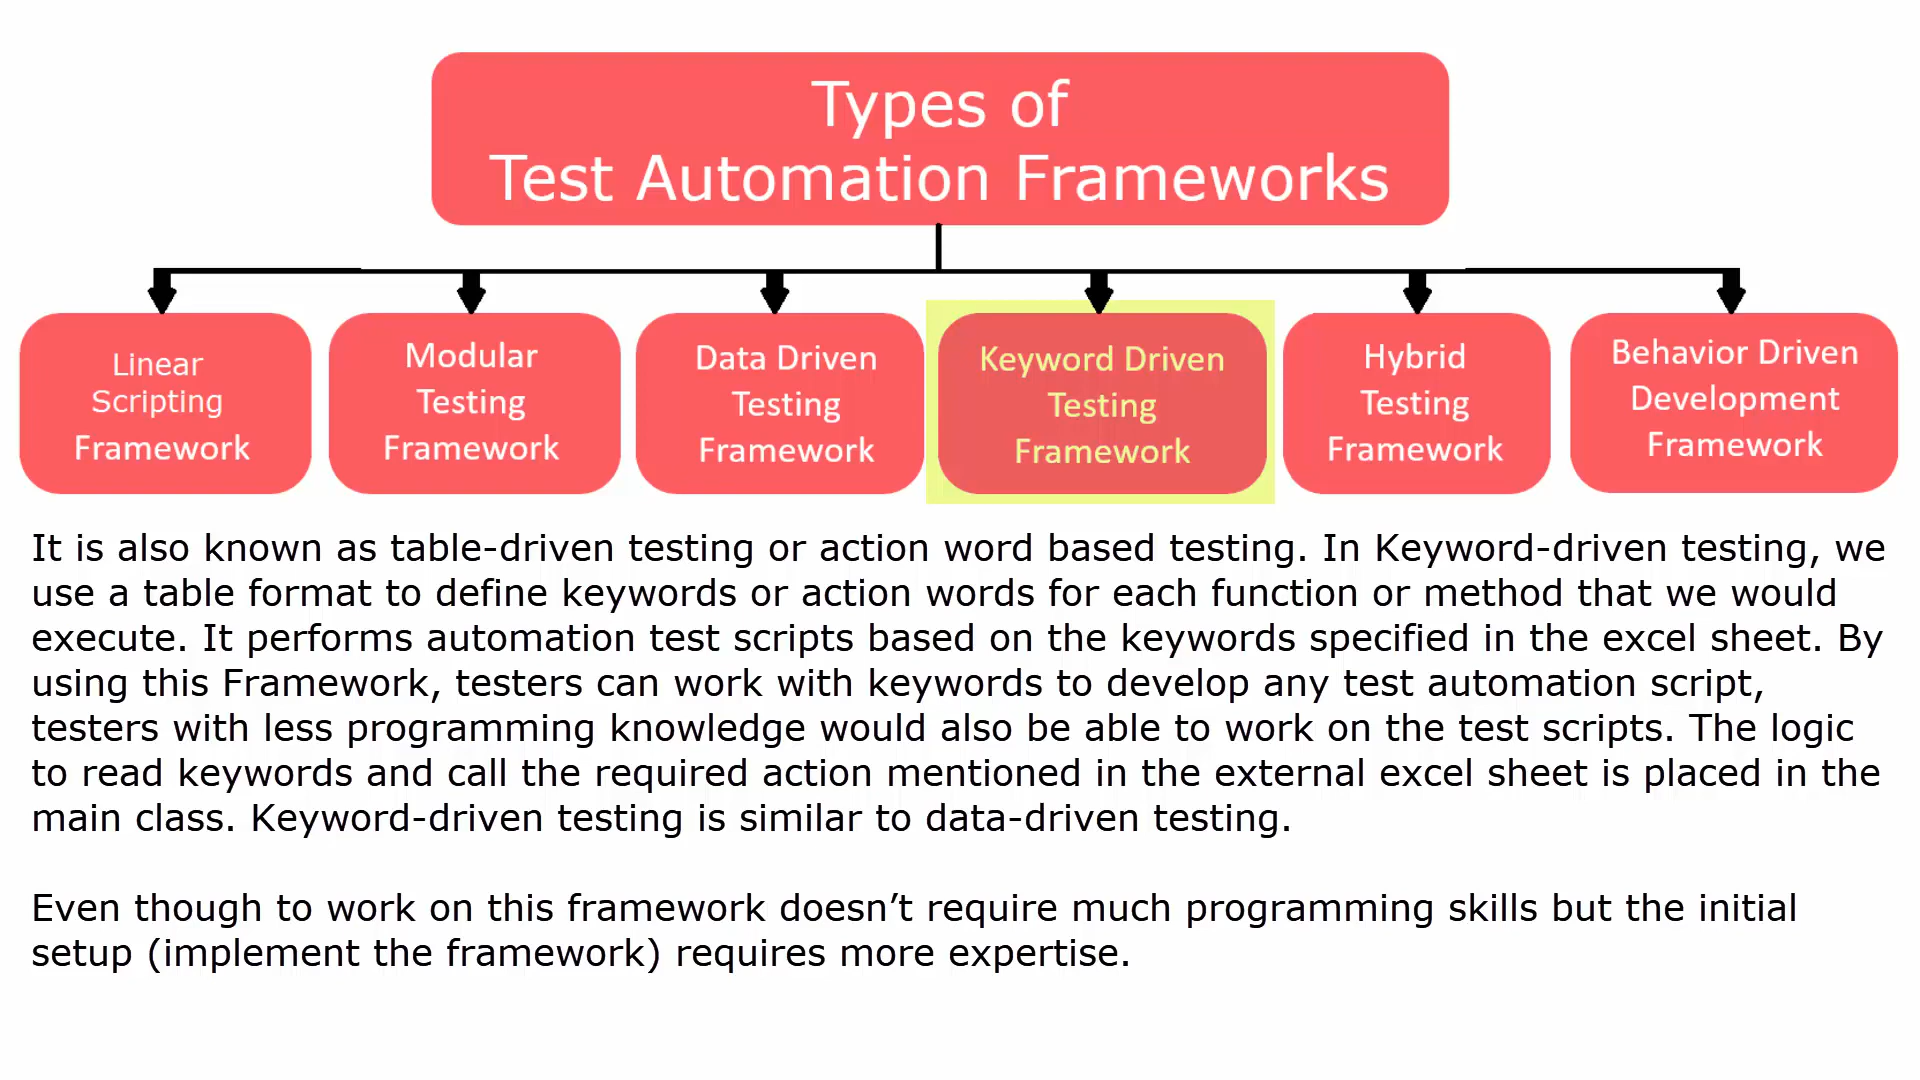 Types of
Test Automation Frameworks
Linear
Scripting
Framework
Modular
Testing
Framework
Data Driven
Testing
Framework
Keyword Driven
Testing
Framework
Hybrid
Testing
Framework
Behavior Driven
Development
Framework
It is also known as table-driven testing or action word based testing. In Keyword-driven testing, we
use a table format to define keywords or action words for each function or method that we would
execute. It performs automation test scripts based on the keywords specified in the excel sheet. By
using this Framework, testers can work with keywords to develop any test automation script,
testers with less programming knowledge would also be able to work on the test scripts. The logic
to read keywords and call the required action mentioned in the external excel sheet is placed in the
main class. Keyword-driven testing is similar to data-driven testing.
Even though to work on this framework doesn’t require much programming skills but the initial
setup (implement the framework) requires more expertise.